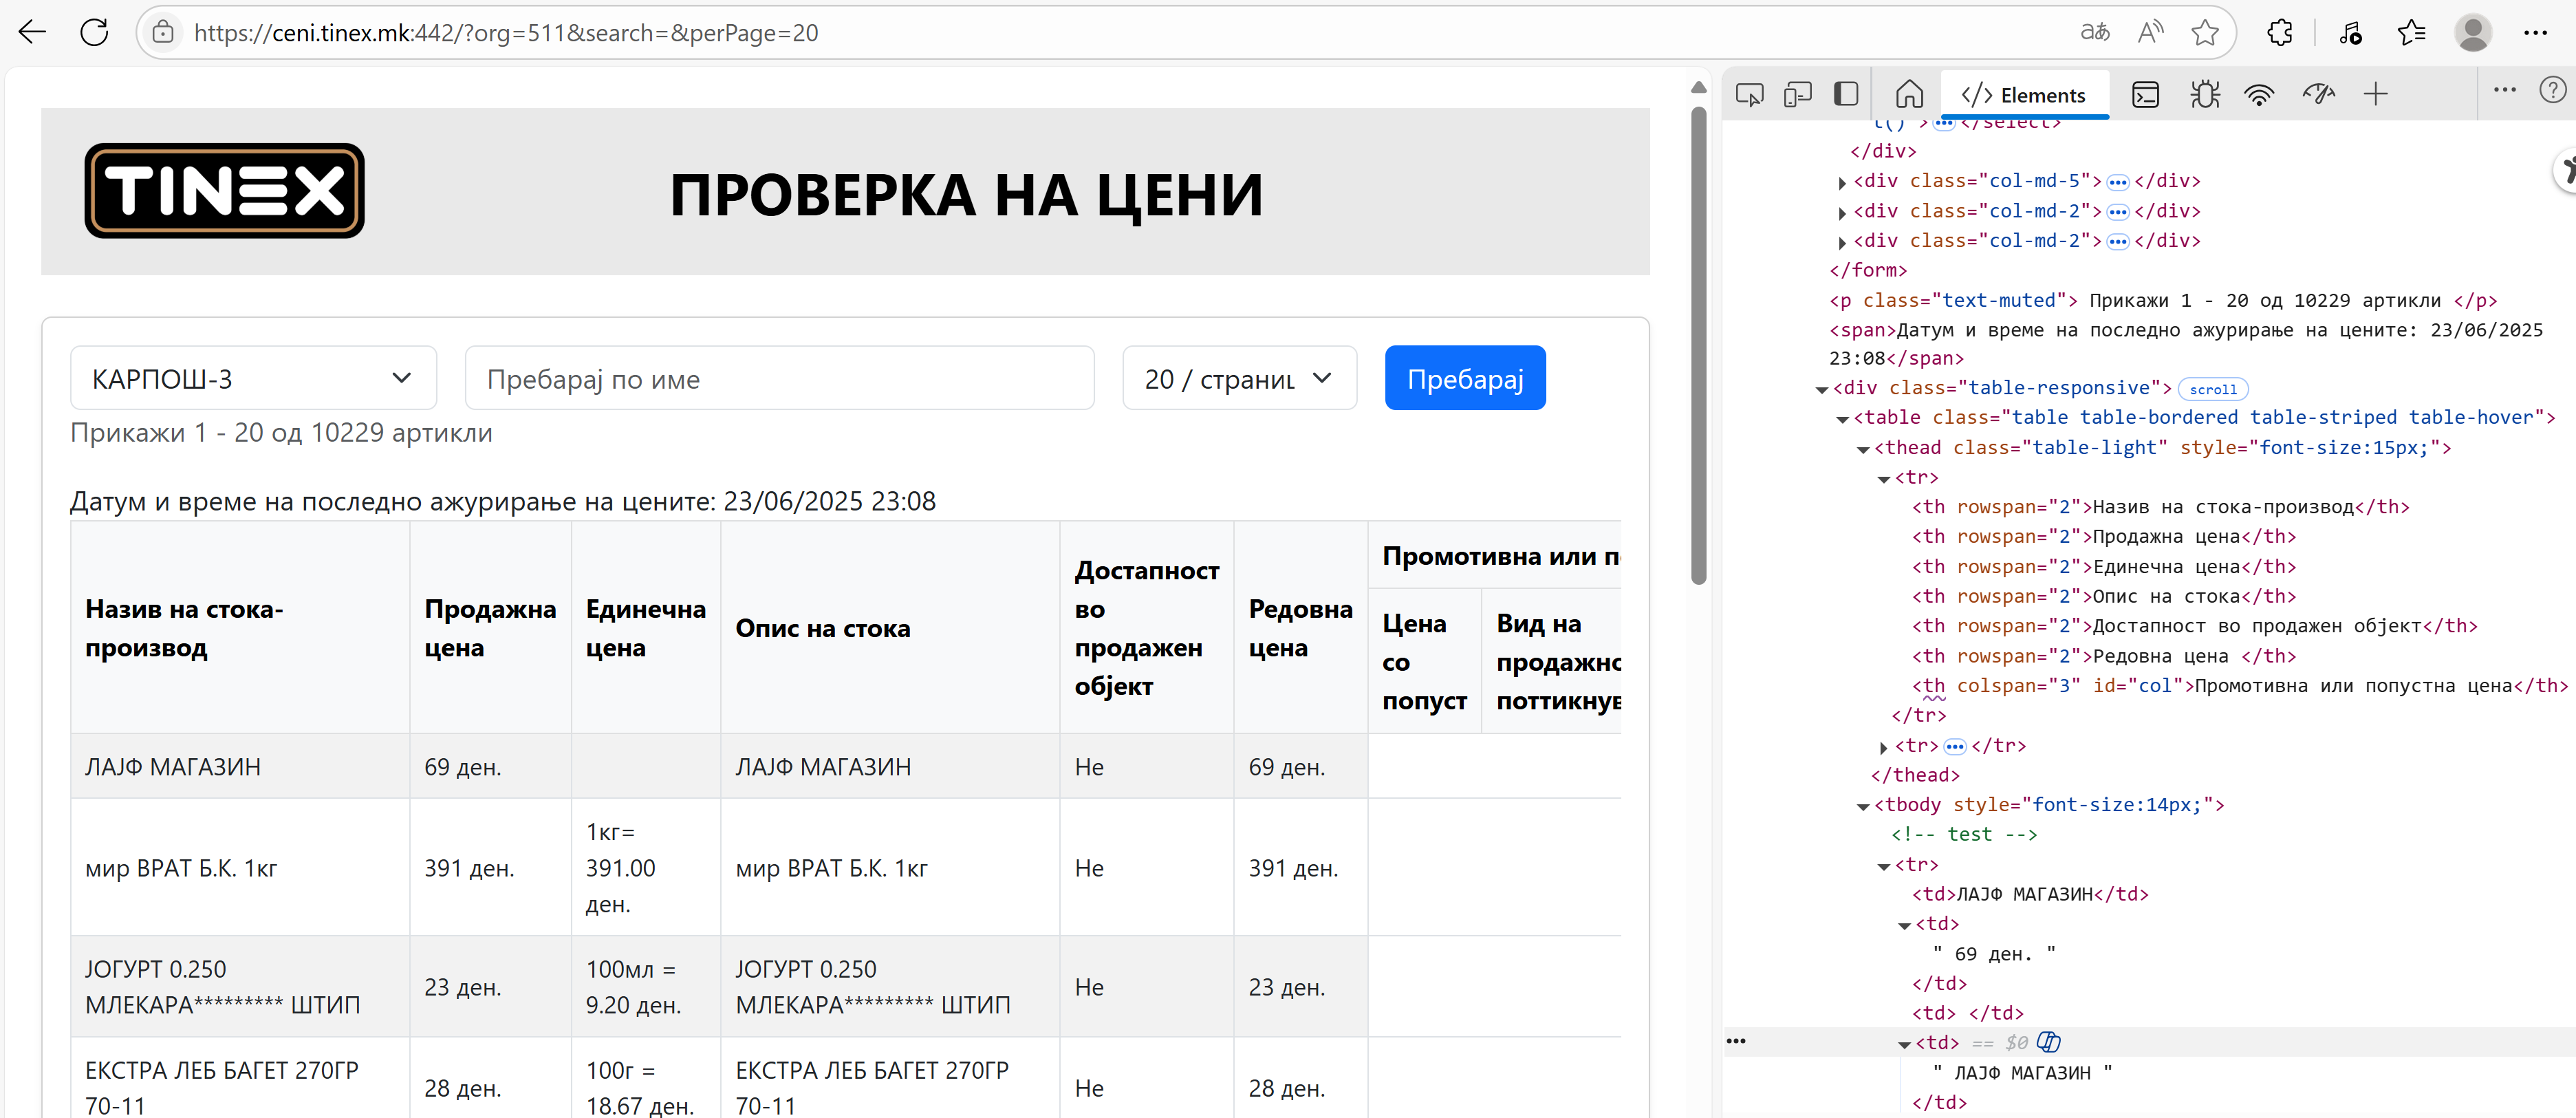 https://ceni.tinex.mk:442/?org=511&search=&perPage=20
TINEX
ПРОВЕРКА НА ЦЕНИ
КАРПОШ-3
Пребарај по име
20 / страниц
Пребарај
Прикажи 1 - 20 од 10229 артикли
Датум и време на последно ажурирање на цените: 23/06/2025 23:08
Назив на стока-
производ
Продажна
цена
Единечна
цена
Опис на стока
Достапност
во
продажен
објект
Редовна
цена
Промотивна или п
Цена
со
попуст
Вид на
продажно
поттикнув
ЛАЈФ МАГАЗИН 69 ден. ЛАЈФ МАГАЗИН Не 69 ден.
мир ВРАТ Б.К. 1кг
391 ден.
1кг=
391.00
ден.
мир ВРАТ Б.К. 1кг
Не
391 ден.
ЈОГУРТ 0.250
МЛЕКАРА********* ШТИП
23 ден.
100мл =
9.20 ден.
ЈОГУРТ 0.250
МЛЕКАРА********* ШТИП
Не
23 ден.
ЕКСТРА ЛЕБ БАГЕТ 270ГР
70-11
28 ден.
100г =
18.67 ден.
ЕКСТРА ЛЕБ БАГЕТ 270ГР
70-11
Не
28 ден.
</> Elements
</select>
</div>
<div class="col-md-5">•••</div>
<div class="col-md-2">•••</div>
<div class="col-md-2">•••</div>
</form>
<p class="text-muted"> Прикажи 1 - 20 од 10229 артикли </p>
<span>Датум и време на последно ажурирање на цените: 23/06/2025
23:08</span>
<div class="table-responsive"> scroll
<table class="table table-bordered table-striped table-hover">
<thead class="table-light" style="font-size:15px;">
<tr>
<th rowspan="2">Назив на стока-производ</th>
<th rowspan="2">Продажна цена</th>
<th rowspan="2">Единечна цена</th>
<th rowspan="2">Опис на стока</th>
<th rowspan="2">Достапност во продажен објект</th>
<th rowspan="2">Редовна цена </th>
<th colspan="3" id="col">Промотивна или попустна цена</th>
</tr>
<tr>•••</tr>
</thead>
<tbody style="font-size:14px;">
<!-- test -->
<tr>
<td>ЛАЈФ МАГАЗИН</td>
<td>
" 69 ден. "
</td>
<td> </td>
<td> == $0
" ЛАЈФ МАГАЗИН "
</td>